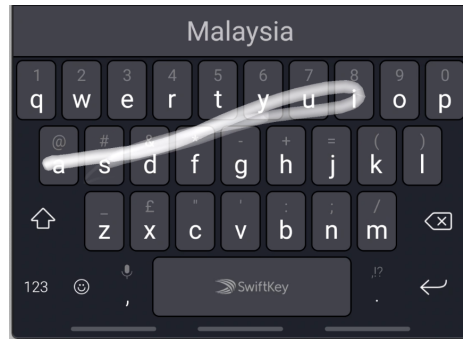 Malaysia
1 2 3 4 5 6 7 8 9 0
q w e r t y u i o p
@ # & - + = ( )
a s d f g h j k l
_ £ " ' : ; /
z x c v b n m
,!?
123 , SwiftKey .